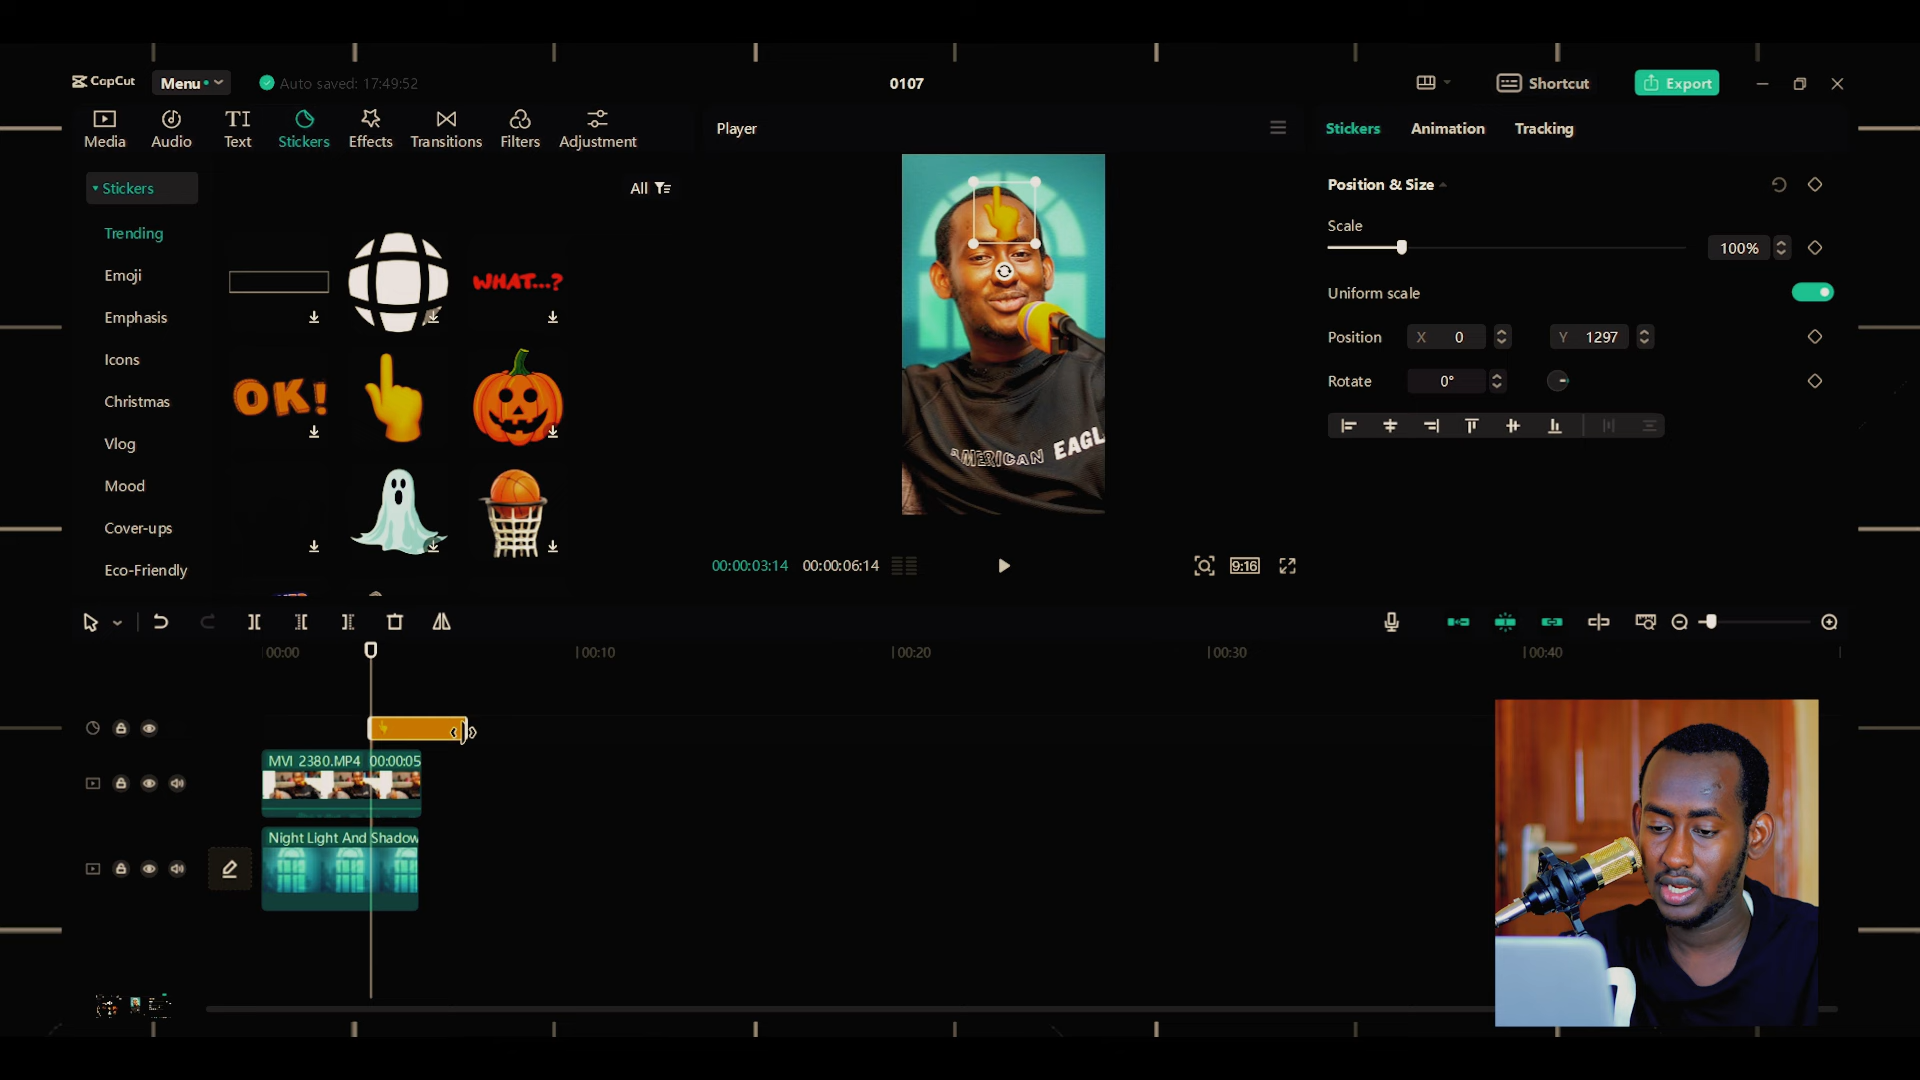 CapCut
Menu
Auto saved: 17:49:52
0107
Shortcut
Export
Media
Audio
Text
Stickers
Effects
Transitions
Filters
Adjustment
Player
Stickers
Animation
Tracking
Stickers
All
Trending
Emoji
Emphasis
Icons
Christmas
Vlog
Mood
Cover-ups
Eco-Friendly
WHAT...?
OK!
AMERICAN EAGL
Position & Size
Scale
100%
Uniform scale
Position
X 0
Y 1297
Rotate
0°
00:00:03:14
00:00:06:14
9:16
00:00
00:10
00:20
00:30
00:40
MVI 2380.MP4 00:00:05
Night Light And Shadow